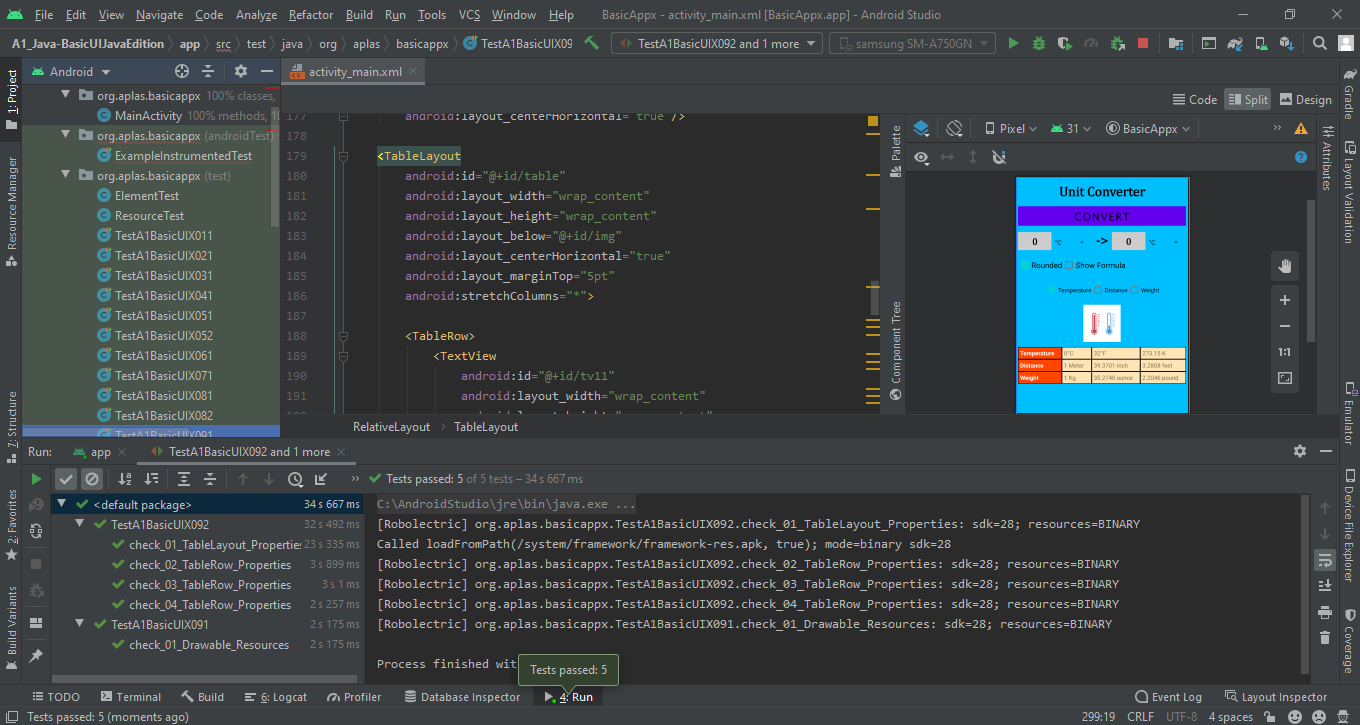 File Edit View Navigate Code Analyze Refactor Build Run Tools VCS Window Help BasicAppx - activity_main.xml [BasicAppx.app] - Android Studio
A1_Java-BasicUIJavaEdition app src test java org aplas basicappx TestA1BasicUIX09 TestA1BasicUIX092 and 1 more samsung SM-A750GN
Android activity_main.xml
1: Project
Resource Manager
7: Structure
2: Favorites
Build Variants
org.aplas.basicappx 100% classes,
MainActivity 100% methods, 10
org.aplas.basicappx (androidTest)
ExampleInstrumentedTest
org.aplas.basicappx (test)
ElementTest
ResourceTest
TestA1BasicUIX011
TestA1BasicUIX021
TestA1BasicUIX031
TestA1BasicUIX041
TestA1BasicUIX051
TestA1BasicUIX052
TestA1BasicUIX061
TestA1BasicUIX071
TestA1BasicUIX081
TestA1BasicUIX082
TestA1BasicUIX091
Code Split Design
177 android:layout_centerHorizontal="true"/>
178
179 <TableLayout
180 android:id="@+id/table"
181 android:layout_width="wrap_content"
182 android:layout_height="wrap_content"
183 android:layout_below="@+id/img"
184 android:layout_centerHorizontal="true"
185 android:layout_marginTop="5pt"
186 android:stretchColumns="*">
187
188 <TableRow>
189 <TextView
190 android:id="@+id/tv11"
191 android:layout_width="wrap_content"
RelativeLayout TableLayout
Palette
Component Tree
Pixel 31 BasicAppx
Unit Converter
CONVERT
0 °C -> 0 °C
Rounded Show Formula
Temperature Distance Weight
Temperature 0°C 32°F 273.15 K
Distance 1 Meter 39.3701 Inch 3.2808 feet
Weight 1 Kg 35.2740 ounce 2.2046 pound
1:1
Gradle
Attributes
Layout Validation
Emulator
Device File Explorer
Coverage
Run: app TestA1BasicUIX092 and 1 more
Tests passed: 5 of 5 tests – 34 s 667 ms
<default package> 34 s 667 ms
TestA1BasicUIX092 32 s 492 ms
check_01_TableLayout_Propertie 23 s 335 ms
check_02_TableRow_Properties 3 s 899 ms
check_03_TableRow_Properties 3 s 1 ms
check_04_TableRow_Properties 2 s 257 ms
TestA1BasicUIX091 2 s 175 ms
check_01_Drawable_Resources 2 s 175 ms
C:\AndroidStudio\jre\bin\java.exe ...
[Robolectric] org.aplas.basicappx.TestA1BasicUIX092.check_01_TableLayout_Properties: sdk=28; resources=BINARY
Called loadFromPath(/system/framework/framework-res.apk, true); mode=binary sdk=28
[Robolectric] org.aplas.basicappx.TestA1BasicUIX092.check_02_TableRow_Properties: sdk=28; resources=BINARY
[Robolectric] org.aplas.basicappx.TestA1BasicUIX092.check_03_TableRow_Properties: sdk=28; resources=BINARY
[Robolectric] org.aplas.basicappx.TestA1BasicUIX092.check_04_TableRow_Properties: sdk=28; resources=BINARY
[Robolectric] org.aplas.basicappx.TestA1BasicUIX091.check_01_Drawable_Resources: sdk=28; resources=BINARY
Process finished wit
Tests passed: 5
TODO Terminal Build 6: Logcat Profiler Database Inspector 4: Run Event Log Layout Inspector
Tests passed: 5 (moments ago) 299:19 CRLF UTF-8 4 spaces